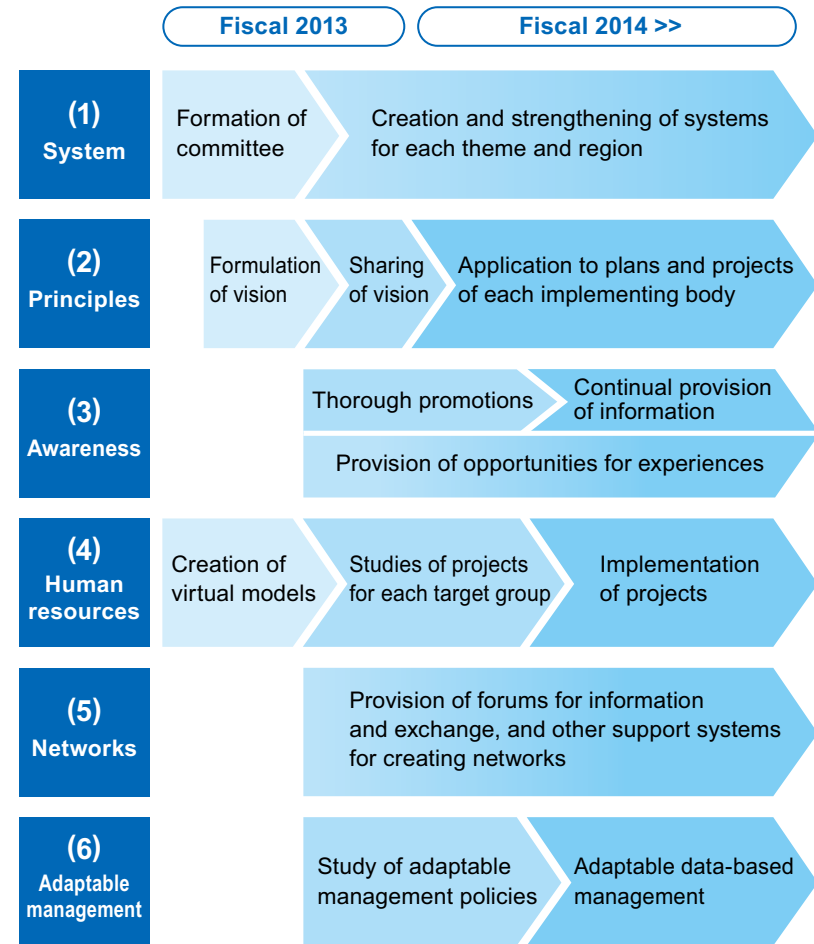 Fiscal 2013
Fiscal 2014 >>
(1)
System
Formation of
committee
Creation and strengthening of systems
for each theme and region
(2)
Principles
Formulation
of vision
Sharing
of vision
Application to plans and projects
of each implementing body
(3)
Awareness
Thorough promotions
Continual provision
of information
Provision of opportunities for experiences
(4)
Human
resources
Creation of
virtual models
Studies of projects
for each target group
Implementation
of projects
(5)
Networks
Provision of forums for information
and exchange, and other support systems
for creating networks
(6)
Adaptable
management
Study of adaptable
management policies
Adaptable data-based
management